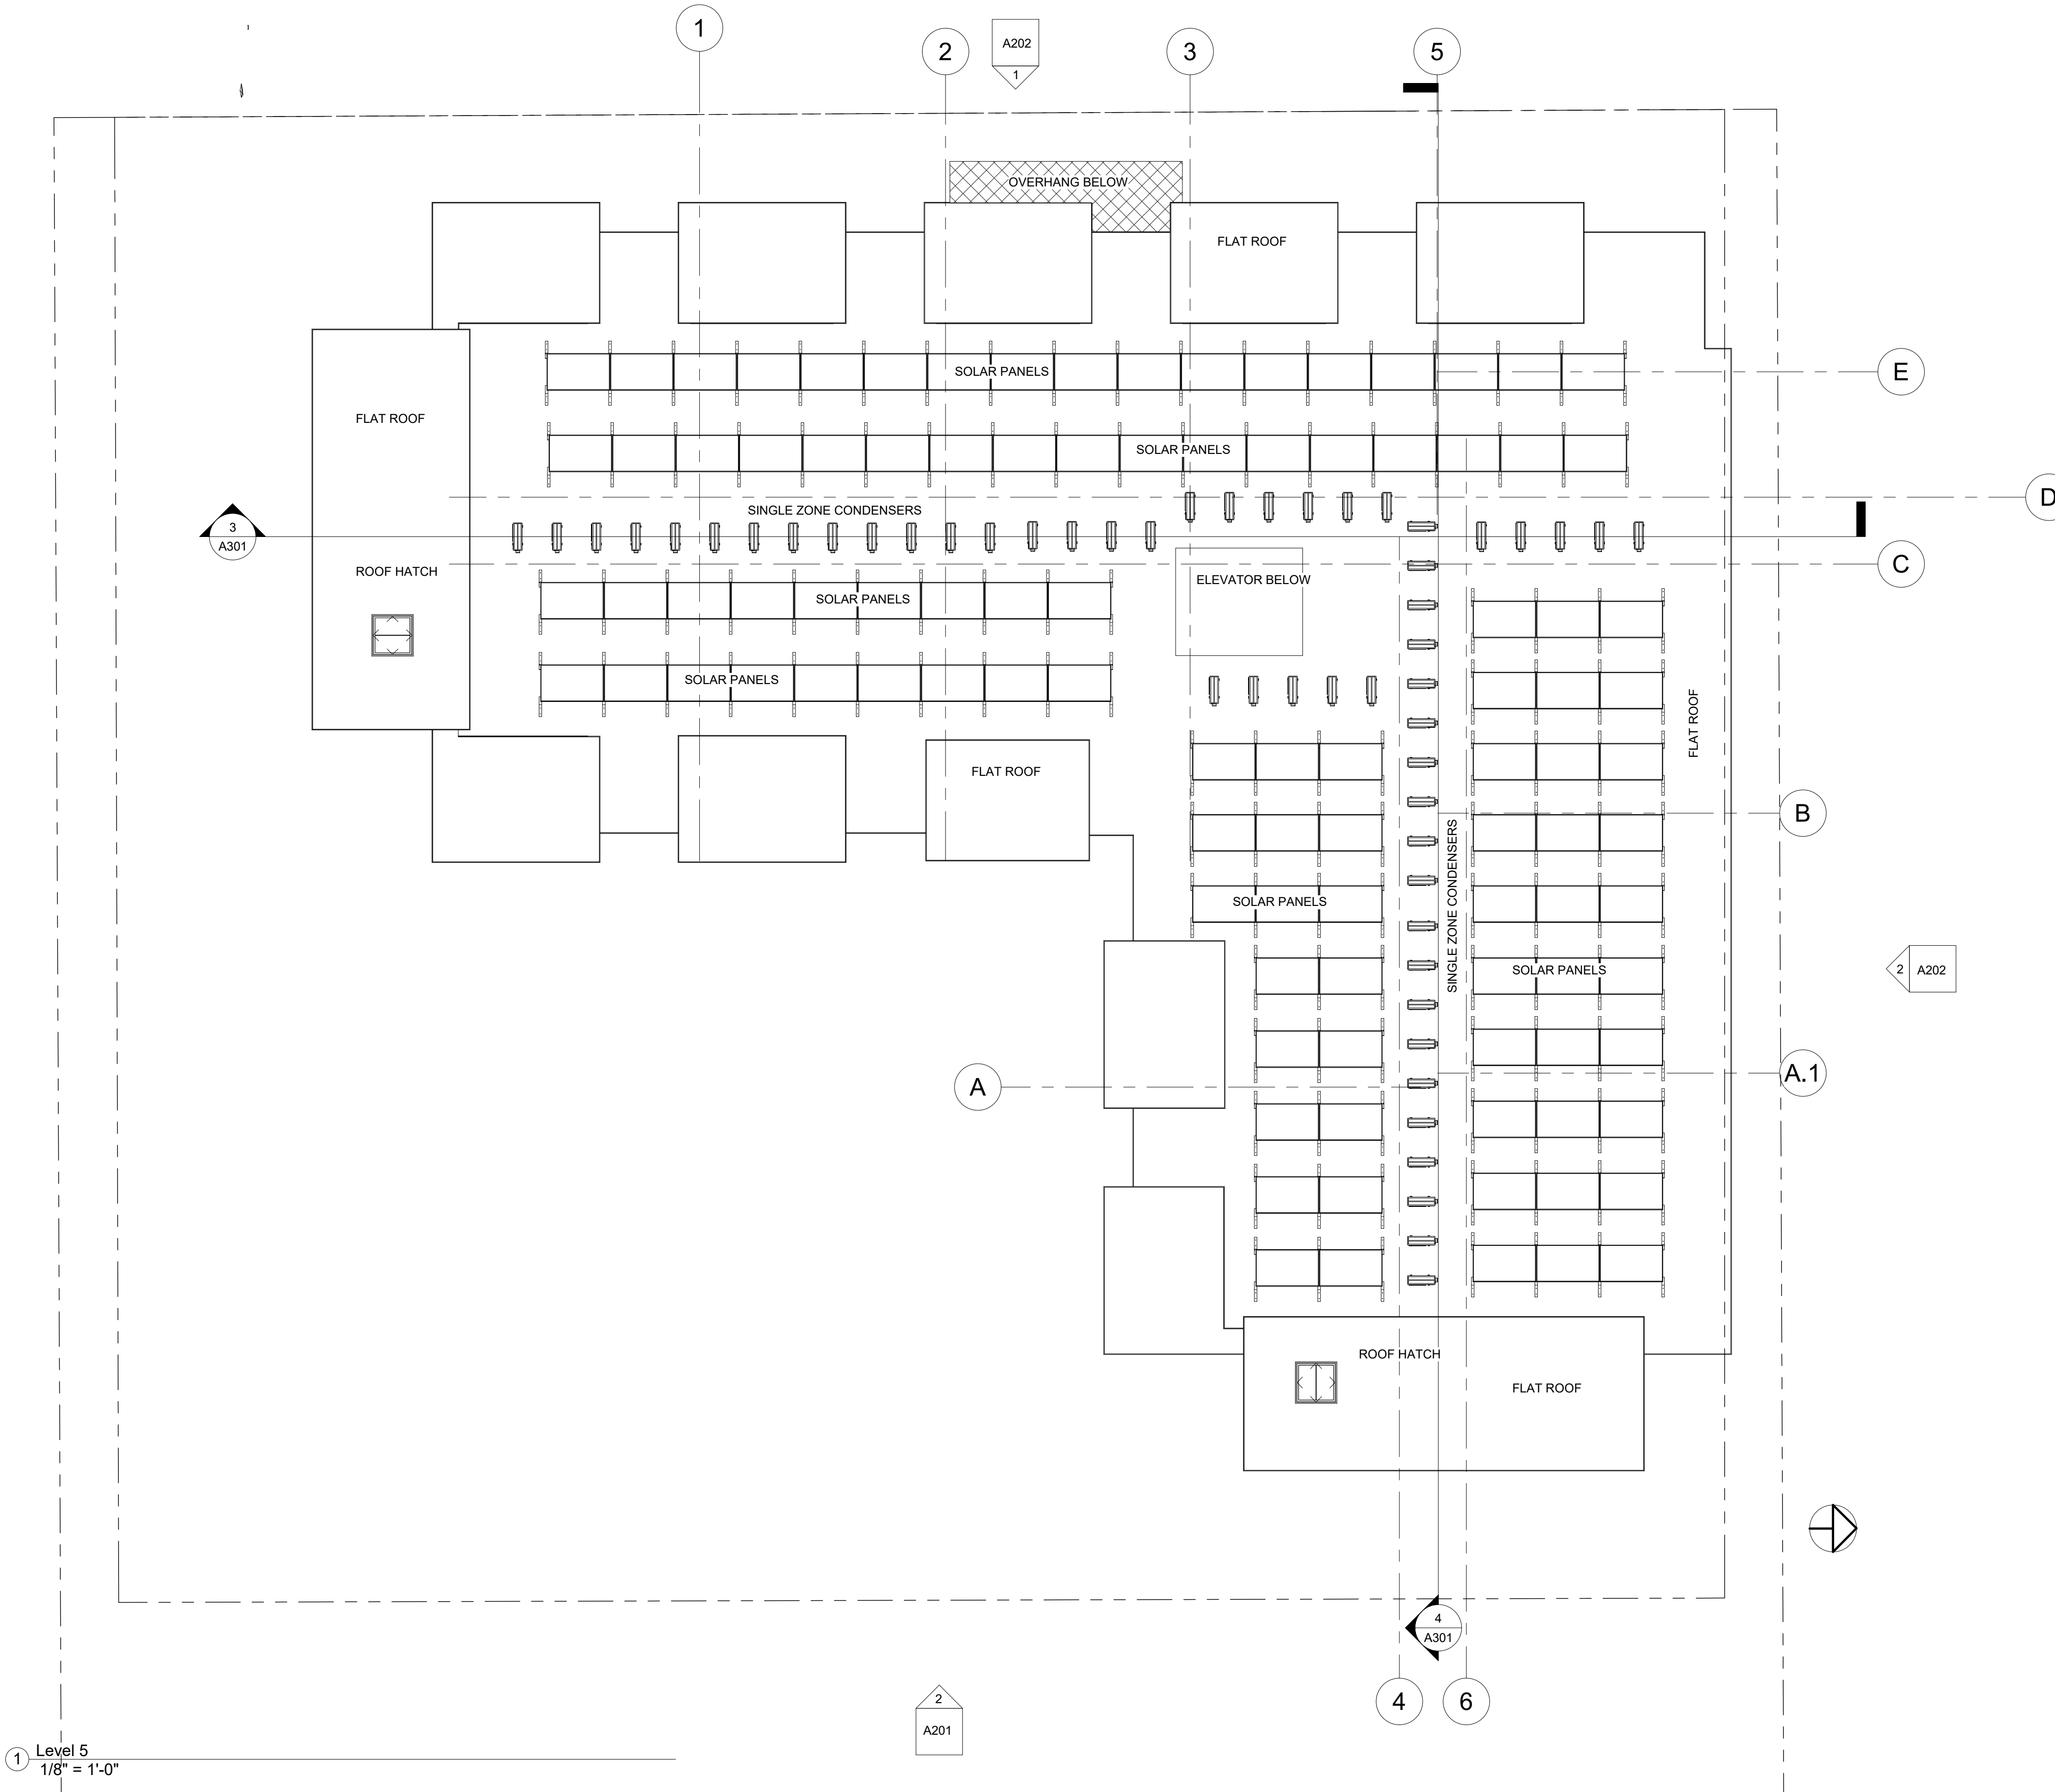 1
2
3
5
A202
1
OVERHANG BELOW
FLAT ROOF
SOLAR PANELS
E
FLAT ROOF
SOLAR PANELS
D
SINGLE ZONE CONDENSERS
3
A301
C
ROOF HATCH
ELEVATOR BELOW
SOLAR PANELS
SOLAR PANELS
FLAT ROOF
FLAT ROOF
B
SINGLE ZONE CONDENSERS
SOLAR PANELS
SOLAR PANELS
2
A202
A
A.1
ROOF HATCH
FLAT ROOF
4
A301
4
6
2
A201
1
Level 5
1/8" = 1'-0"